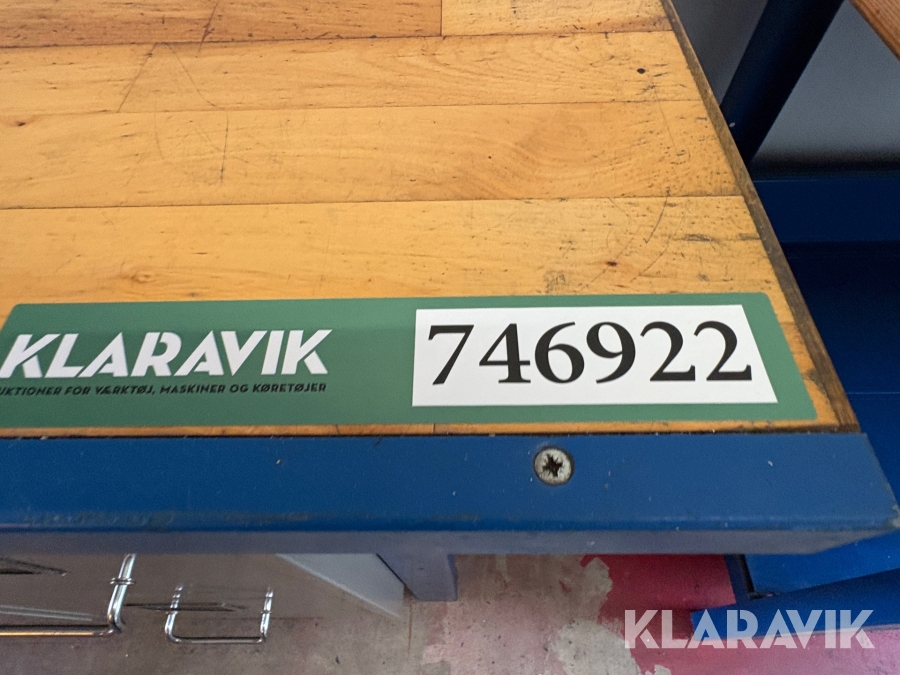 KLARAVIK
746922
UKTIONER FOR VÆRKTØJ, MASKINER OG KØRETØJER
KLARAVIK